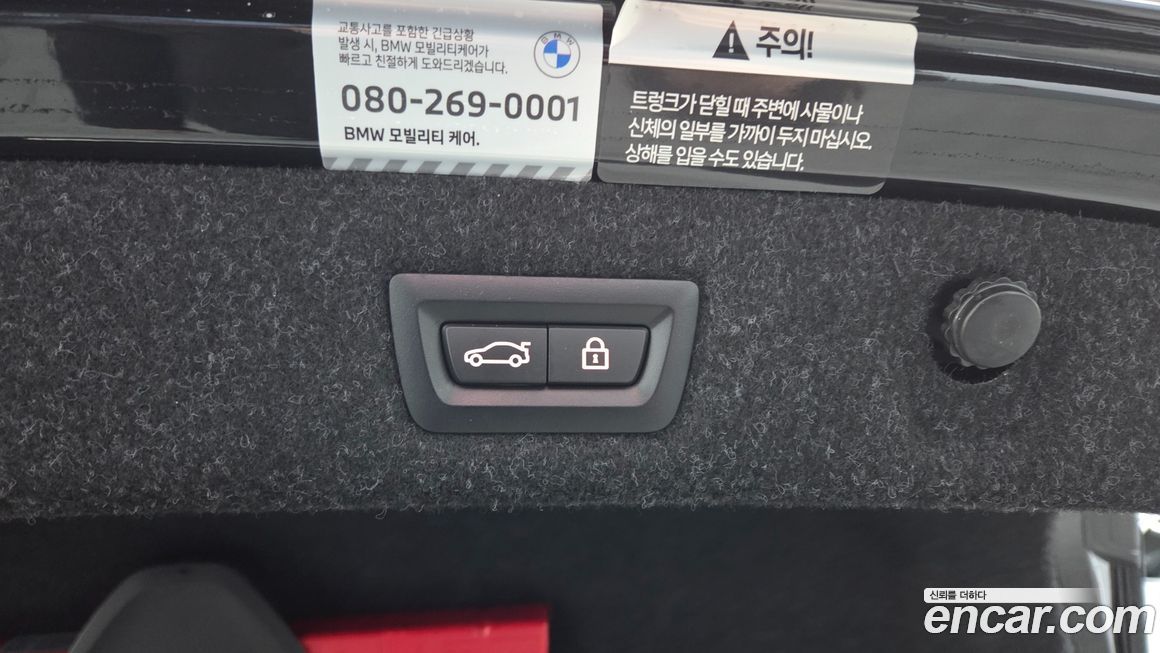 교통사고를 포함한 긴급상황
발생 시, BMW 모빌리티케어가
빠르고 친절하게 도와드리겠습니다.
BMW
080-269-0001
BMW 모빌리티 케어.
주의!
트렁크가 닫힐 때 주변에 사물이나
신체의 일부를 가까이 두지 마십시오.
상해를 입을 수도 있습니다.
신뢰를 더하다
encar.com